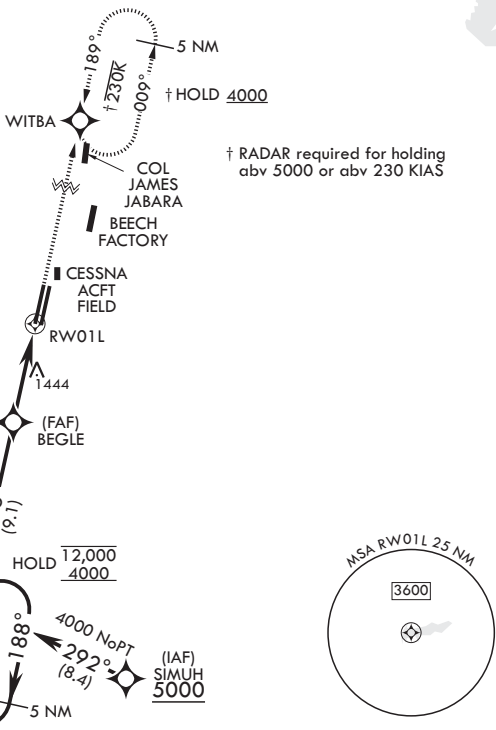 5 NM
189°
† 230K
009°
† HOLD 4000
WITBA
† RADAR required for holding
abv 5000 or abv 230 KIAS
COL
JAMES
JABARA
BEECH
FACTORY
CESSNA
ACFT
FIELD
RW01L
1444
(FAF)
BEGLE
(9.1)
HOLD 12,000
4000
MSA RW01L 25 NM
3600
4000 NoPT
292°
(8.4)
188°
(IAF)
SIMUH
5000
5 NM